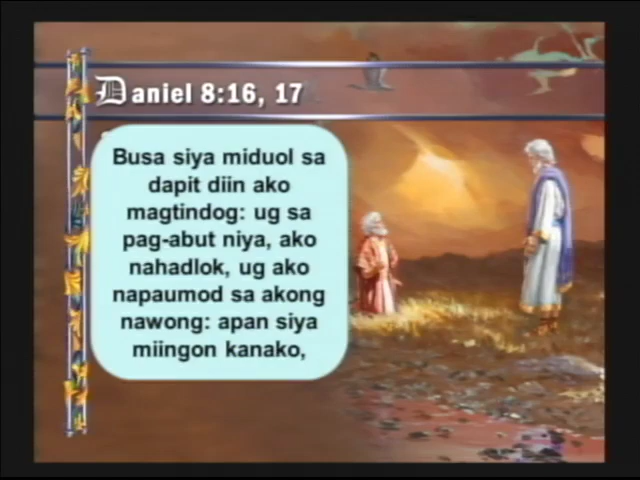 Daniel 8:16, 17
Busa siya miduol sa
dapit diin ako
magtindog: ug sa
pag-abut niya, ako
nahadlok, ug ako
napaumod sa akong
nawong: apan siya
miingon kanako,